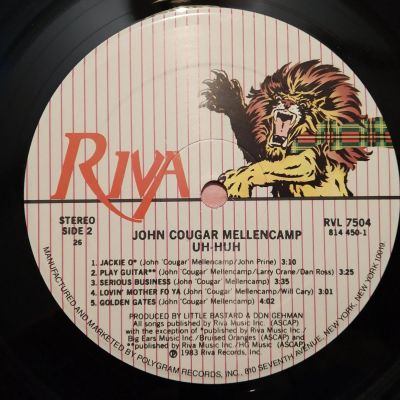 RIVA
STEREO
SIDE 2
26
RVL 7504
814 450-1
JOHN COUGAR MELLENCAMP
UH-HUH
1. JACKIE O* (John 'Cougar' Mellencamp/John Prine) 3:10
2. PLAY GUITAR** (John 'Cougar' Mellencamp/Larry Crane/Dan Ross) 3:25
3. SERIOUS BUSINESS (John 'Cougar' Mellencamp) 3:35
4. LOVIN' MOTHER FO YA (John 'Cougar' Mellencamp/Will Cary) 3:01
5. GOLDEN GATES (John 'Cougar' Mellencamp) 4:02
PRODUCED BY LITTLE BASTARD & DON GEHMAN
All songs published by Riva Music Inc. (ASCAP)
with the exception of *published by Riva Music Inc./
Big Ears Music Inc./Bruised Oranges (ASCAP) and
**published by Riva Music Inc./HG Music (ASCAP)
℗ 1983 Riva Records, Inc.
MANUFACTURED AND MARKETED BY POLYGRAM RECORDS, INC., 810 SEVENTH AVENUE, NEW YORK, NEW YORK 10019.